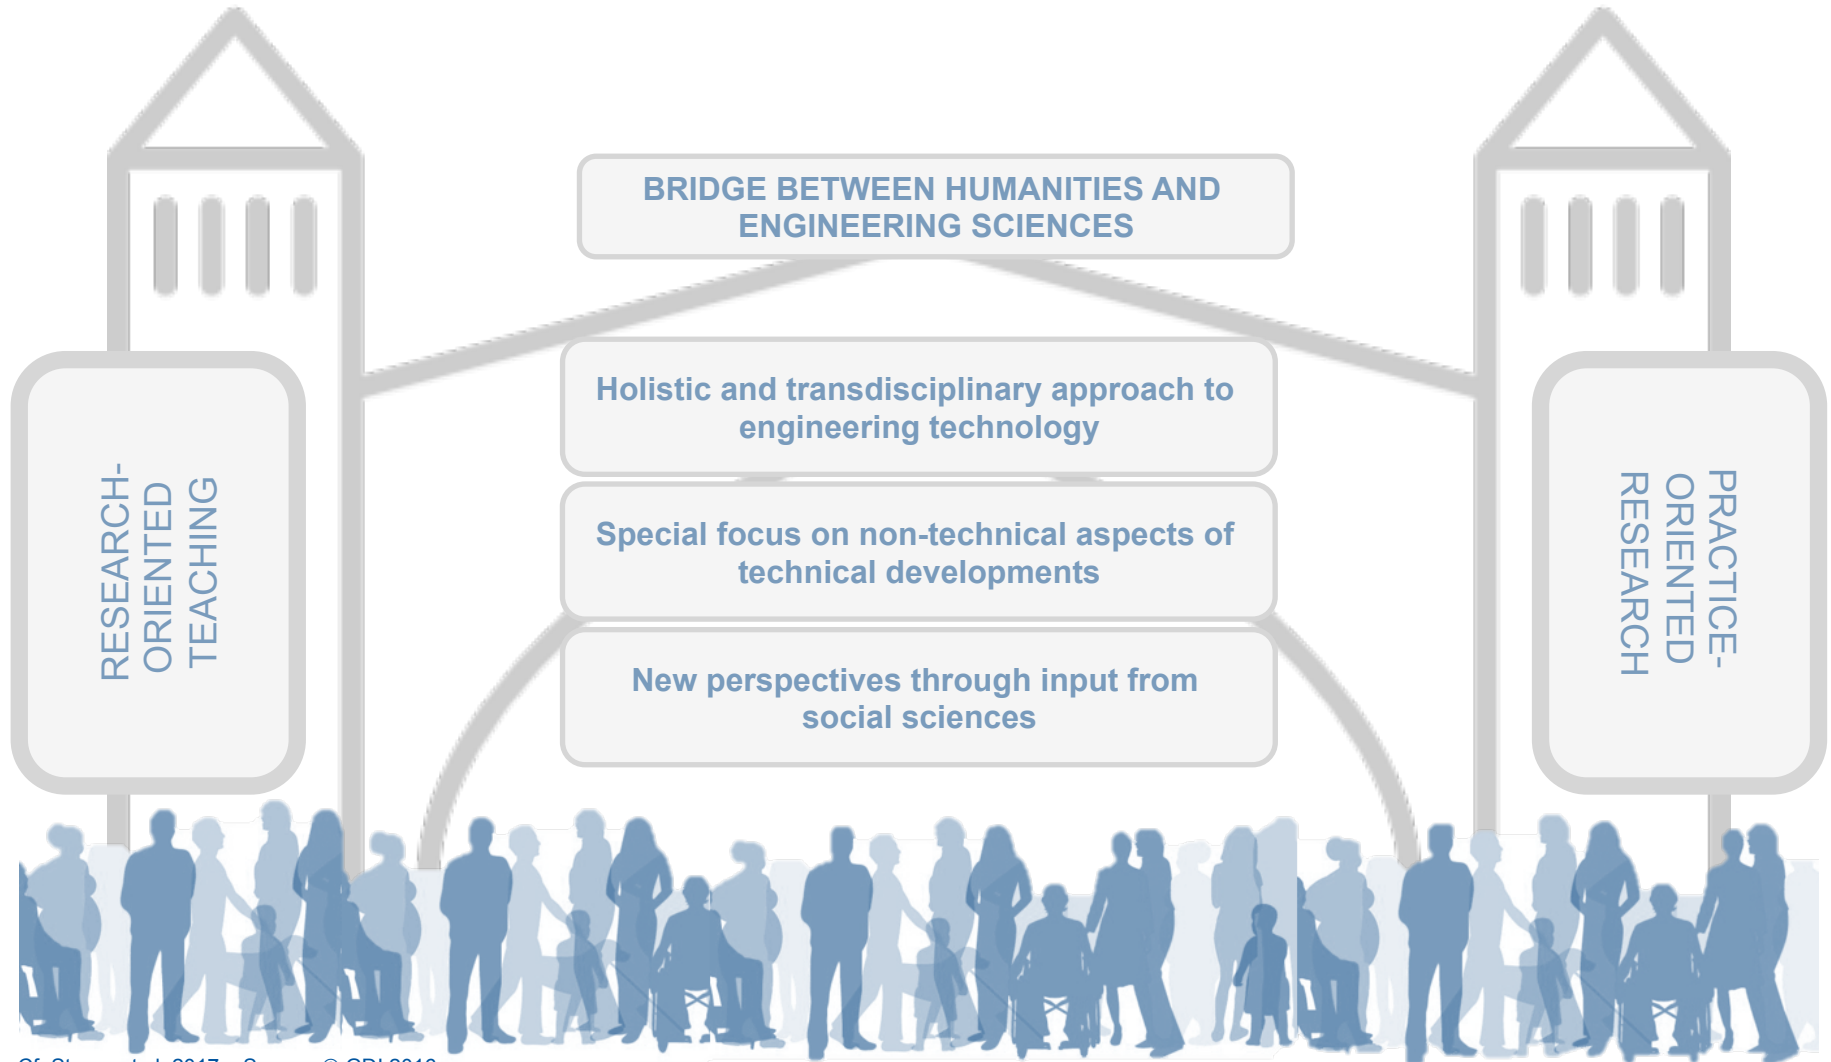 BRIDGE BETWEEN HUMANITIES AND
ENGINEERING SCIENCES
Holistic and transdisciplinary approach to
engineering technology
Special focus on non-technical aspects of
technical developments
New perspectives through input from
social sciences
RESEARCH-
ORIENTED
TEACHING
PRACTICE-
ORIENTED
RESEARCH